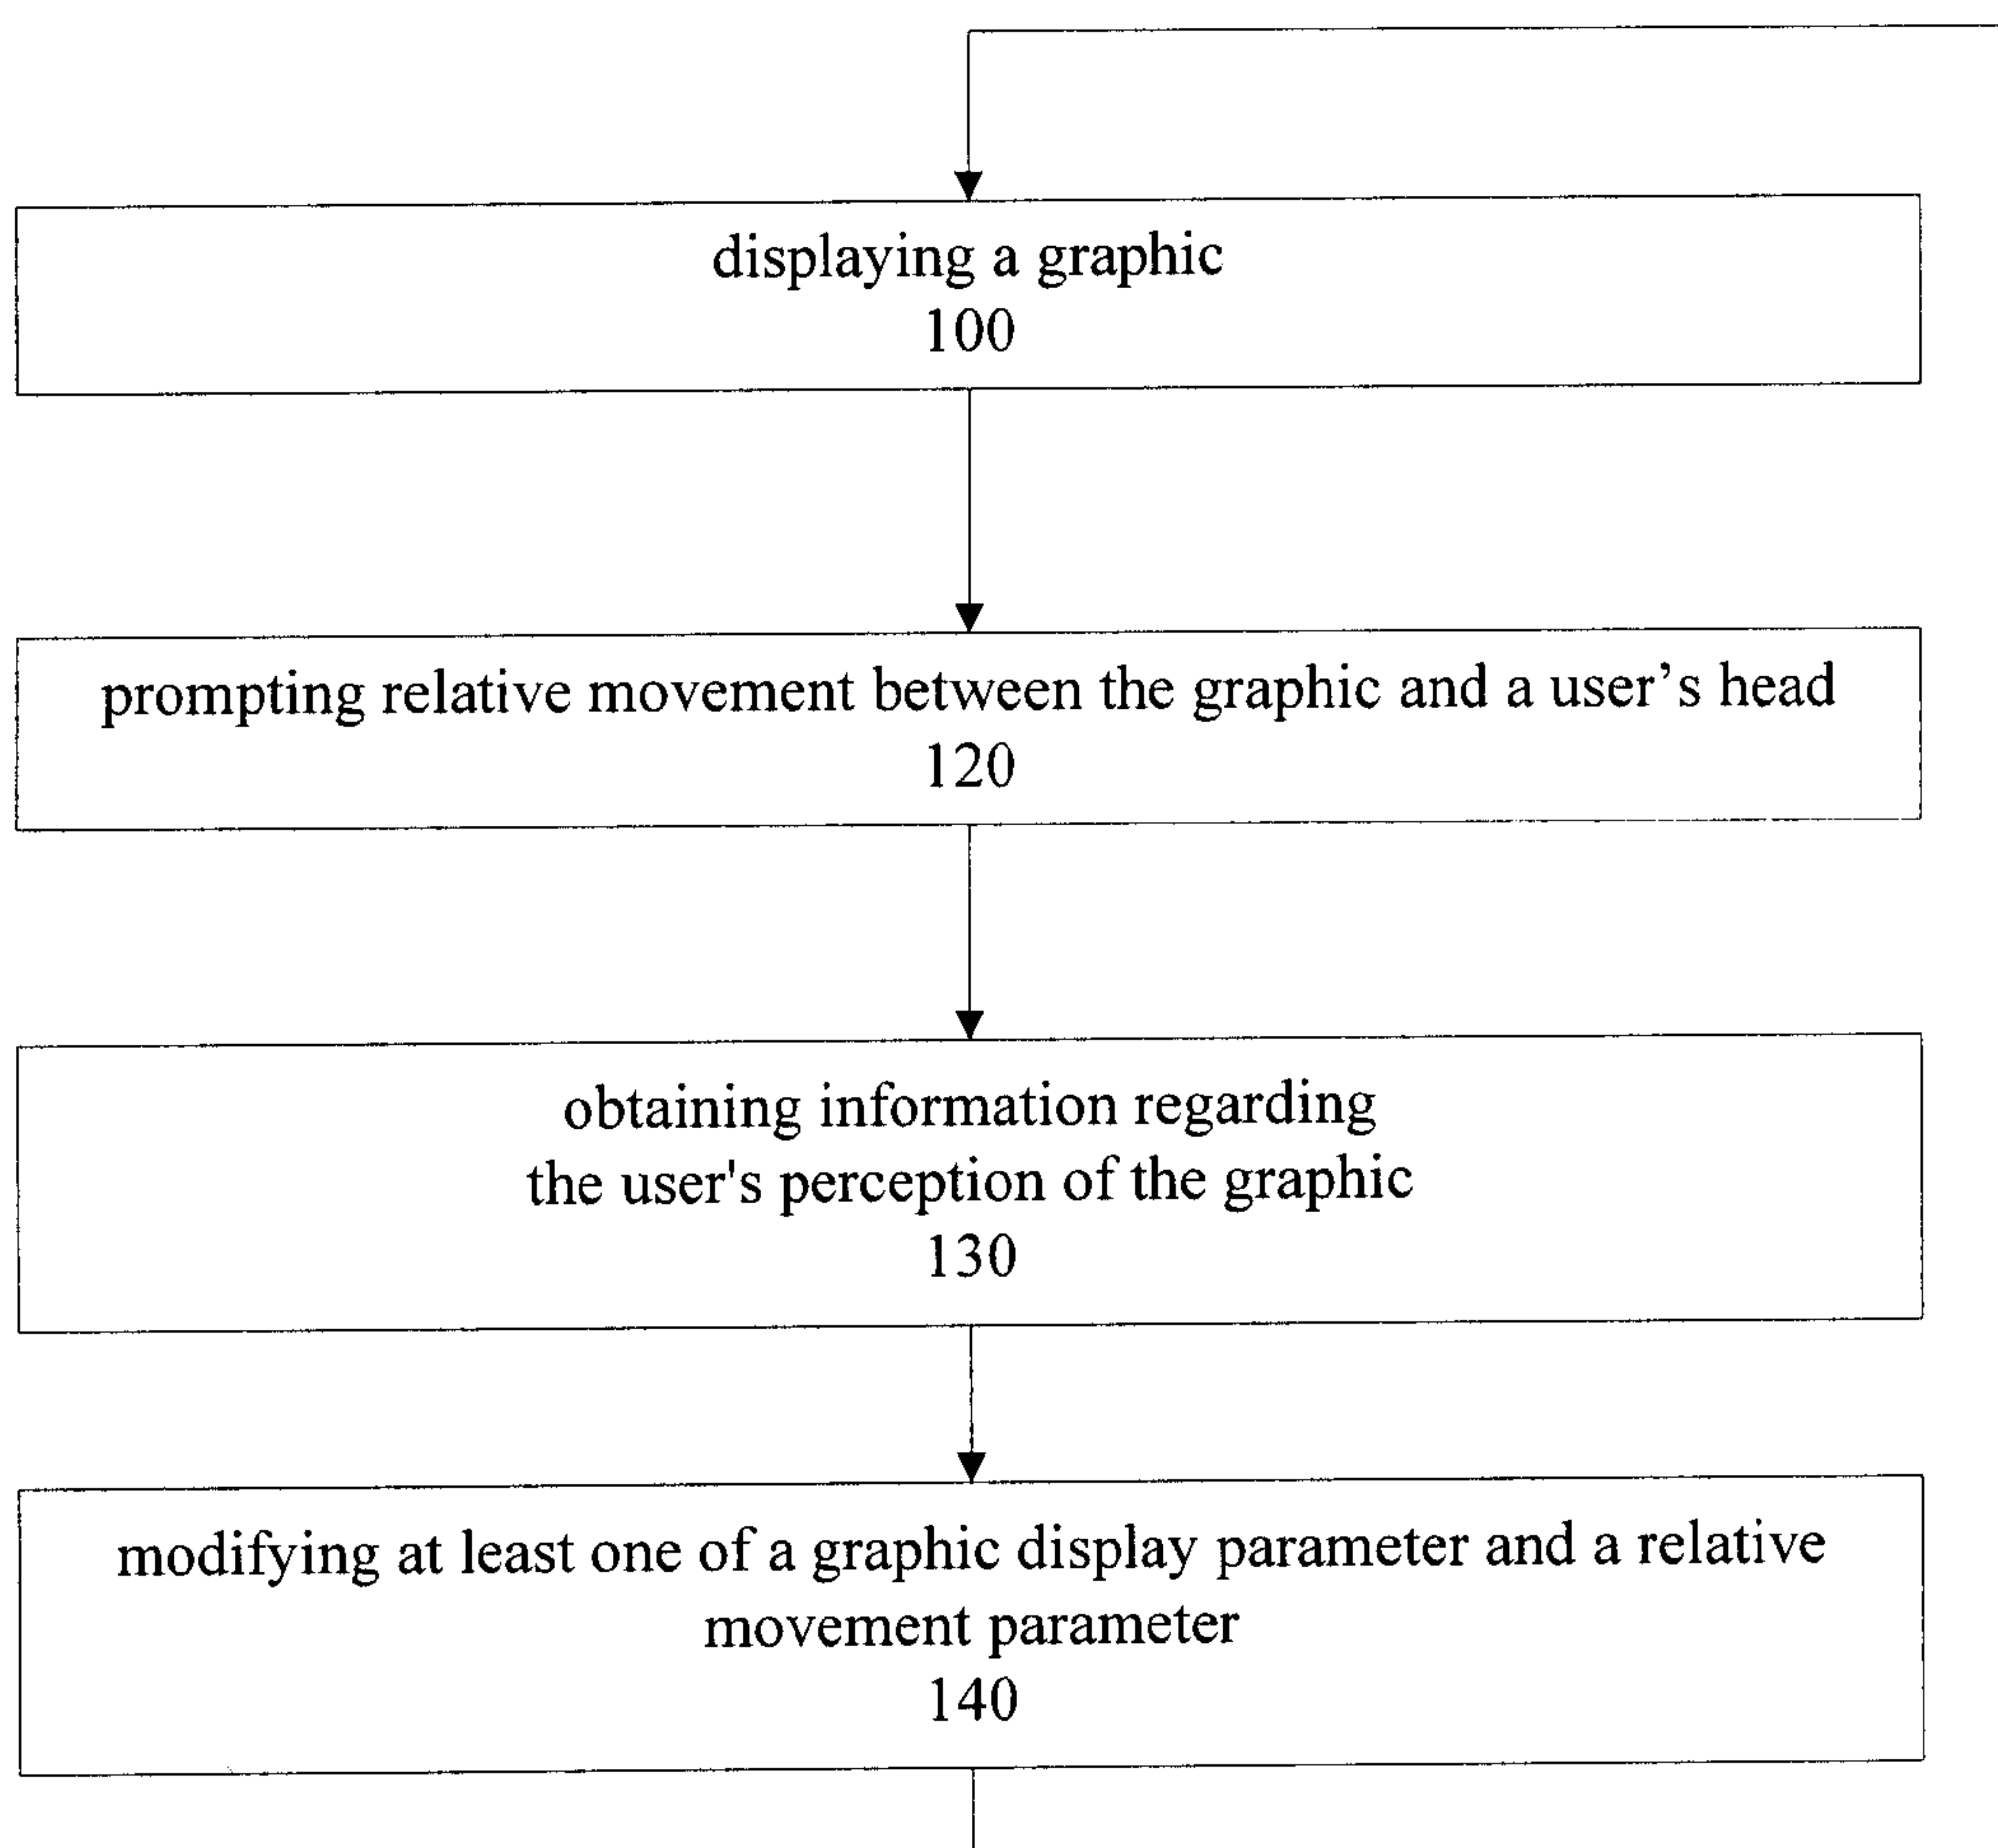 displaying a graphic
100
prompting relative movement between the graphic and a user’s head
120
obtaining information regarding
the user's perception of the graphic
130
modifying at least one of a graphic display parameter and a relative
movement parameter
140